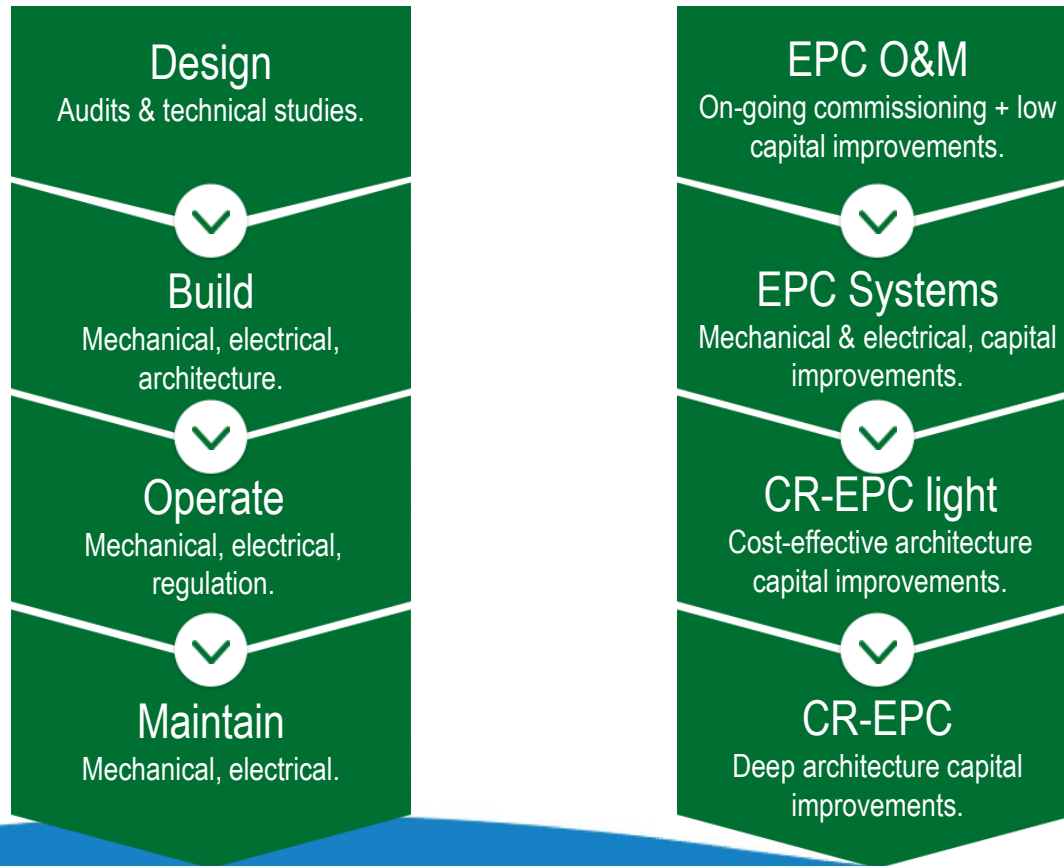 Design
Audits & technical studies.
Build
Mechanical, electrical,
architecture.
Operate
Mechanical, electrical,
regulation.
Maintain
Mechanical, electrical.
EPC O&M
On-going commissioning + low
capital improvements.
EPC Systems
Mechanical & electrical, capital
improvements.
CR-EPC light
Cost-effective architecture
capital improvements.
CR-EPC
Deep architecture capital
improvements.